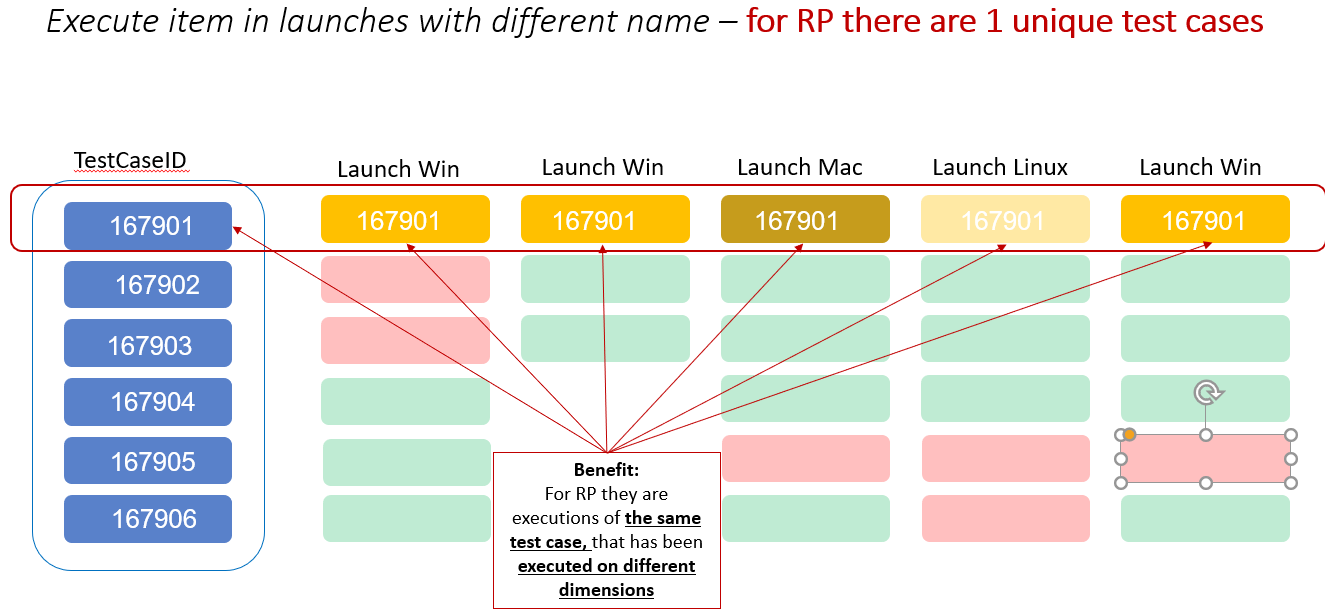 Execute item in launches with different name – for RP there are 1 unique test cases
TestCaseID
Launch Win
Launch Win
Launch Mac
Launch Linux
Launch Win
167901
167901
167901
167901
167901
167901
167902
167903
167904
167905
167906
Benefit:
For RP they are
executions of the same
test case, that has been
executed on different
dimensions